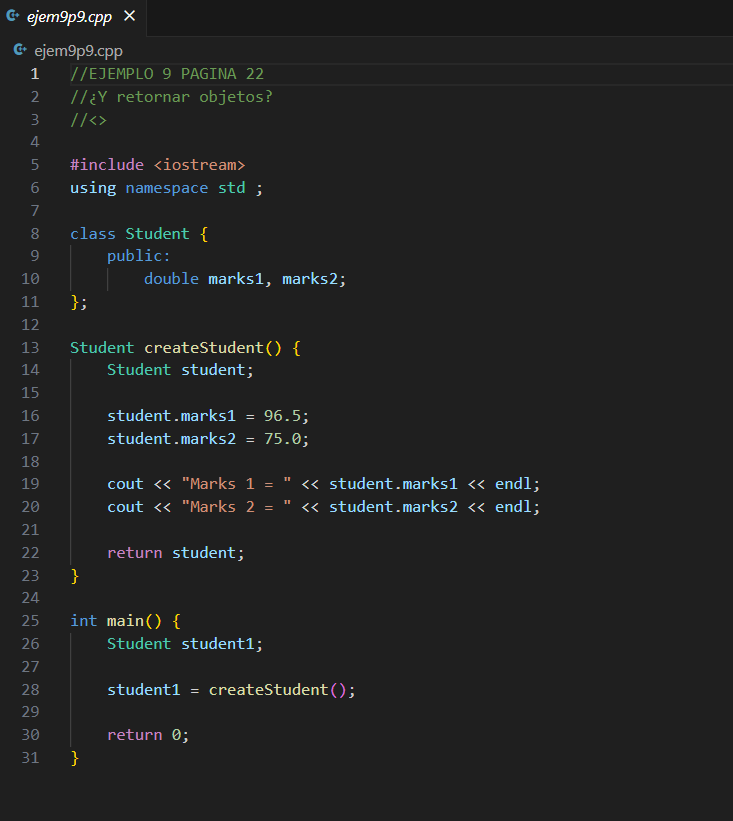 ejem9p9.cpp ×
ejem9p9.cpp
1 //EJEMPLO 9 PAGINA 22
2 //¿Y retornar objetos?
3 //<>
4
5 #include <iostream>
6 using namespace std ;
7
8 class Student {
9     public:
10         double marks1, marks2;
11 };
12
13 Student createStudent() {
14     Student student;
15
16     student.marks1 = 96.5;
17     student.marks2 = 75.0;
18
19     cout << "Marks 1 = " << student.marks1 << endl;
20     cout << "Marks 2 = " << student.marks2 << endl;
21
22     return student;
23 }
24
25 int main() {
26     Student student1;
27
28     student1 = createStudent();
29
30     return 0;
31 }